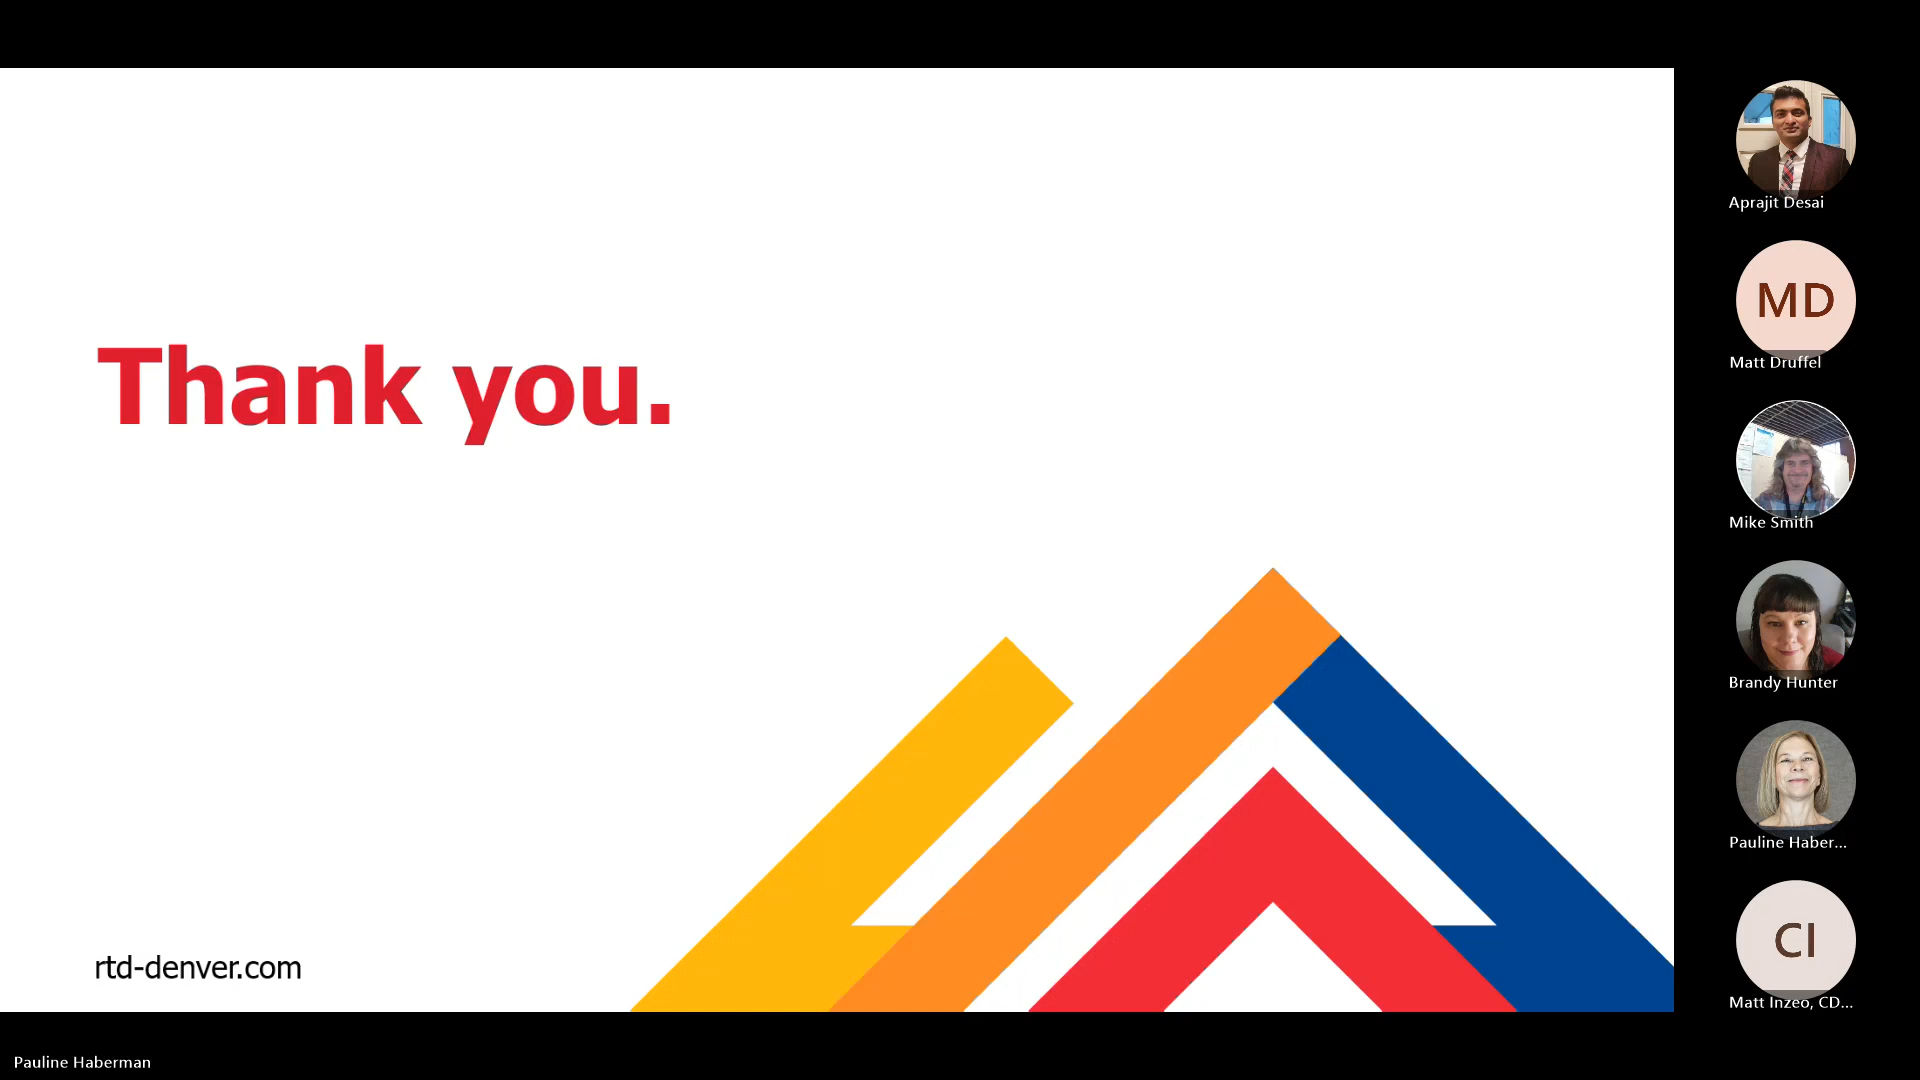 Thank you.
rtd-denver.com
Aprajit Desai
MD
Matt Druffel
Mike Smith
Brandy Hunter
Pauline Haber...
CI
Matt Inzeo, CD...
Pauline Haberman